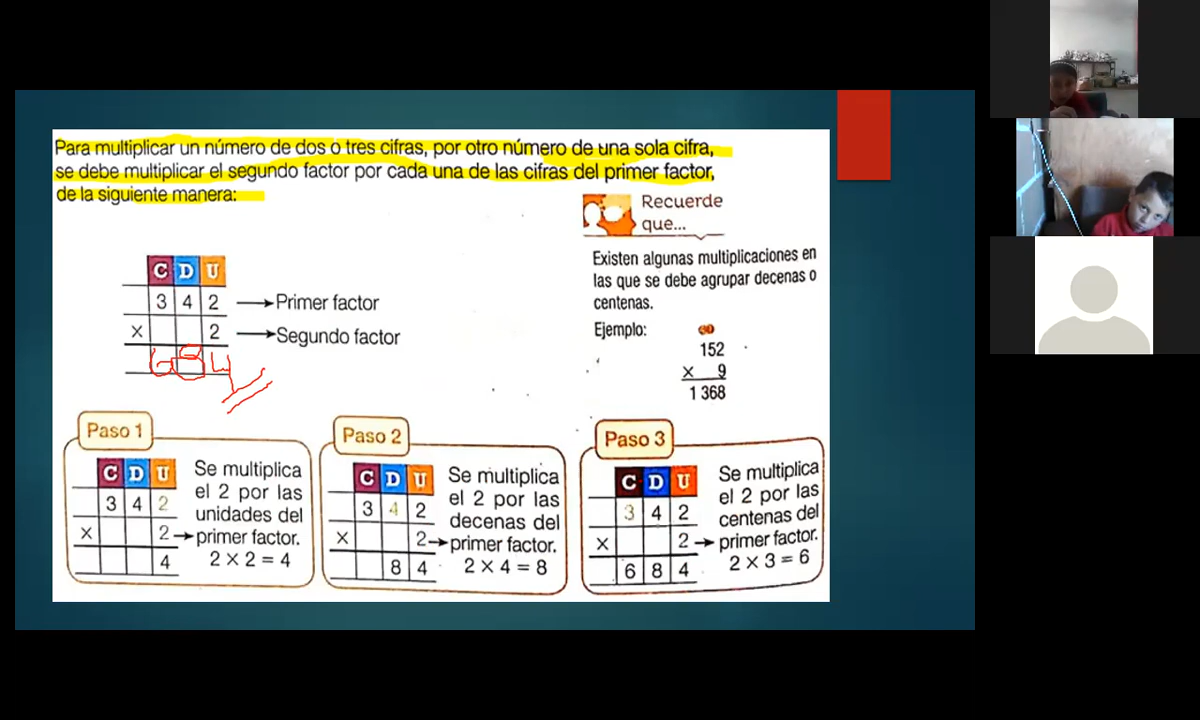 Para multiplicar un número de dos o tres cifras, por otro número de una sola cifra,
se debe multiplicar el segundo factor por cada una de las cifras del primer factor,
de la siguiente manera:
C D U
3 4 2 Primer factor
X 2 Segundo factor
6 8 4
Recuerde
que...
Existen algunas multiplicaciones en
las que se debe agrupar decenas o
centenas.
Ejemplo:
152
X 9
1 368
Paso 1
C D U
3 4 2
X 2
4
Se multiplica
el 2 por las
unidades del
primer factor.
2 X 2 = 4
Paso 2
C D U
3 4 2
X 2
8 4
Se multiplica
el 2 por las
decenas del
primer factor.
2 X 4 = 8
Paso 3
C D U
3 4 2
X 2
6 8 4
Se multiplica
el 2 por las
centenas del
primer factor.
2 X 3 = 6